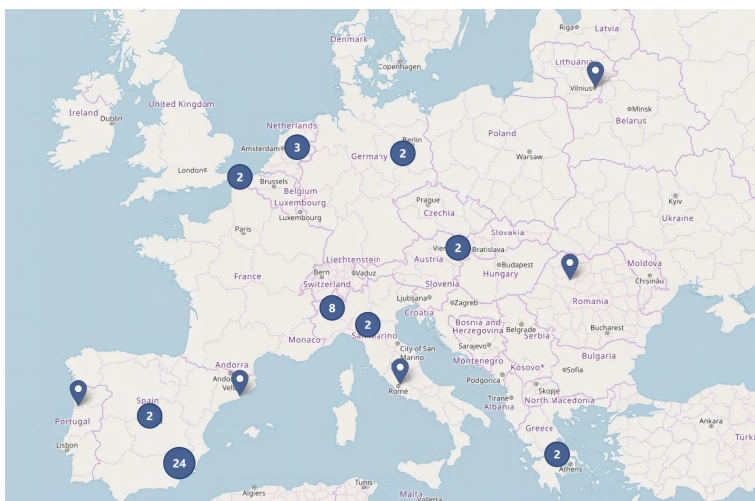 Riga
Latvia
Denmark
Copenhagen
Lithuania
Vilnius
Minsk
Belarus
Ireland
Dublin
United Kingdom
Netherlands
Amsterdam
3
Berlin
2
Germany
Poland
Warsaw
London
2
Brussels
Belgium
Luxembourg
Luxembourg
Prague
Czechia
Kyiv
Ukraine
Paris
Slovakia
2
Bratislava
Austria
Liechtenstein
Vaduz
Bern
Switzerland
Budapest
Hungary
Moldova
Chișinău
France
Slovenia
Ljubljana
Zagreb
Croatia
Romania
8
2
San Marino
City of San
Marino
Monaco
Bosnia and
Herzegovina
Sarajevo
Belgrade
Serbia
Bucharest
Montenegro
Podgorica
Kosovo*
Sofia
Bulgaria
Andorra
Rome
Tirane
Albania
Skopje
North Macedonia
Spain
2
Portugal
Lisbon
24
Greece
2
Athens
Ankara
Algiers
Tunis
Malta
Valletta